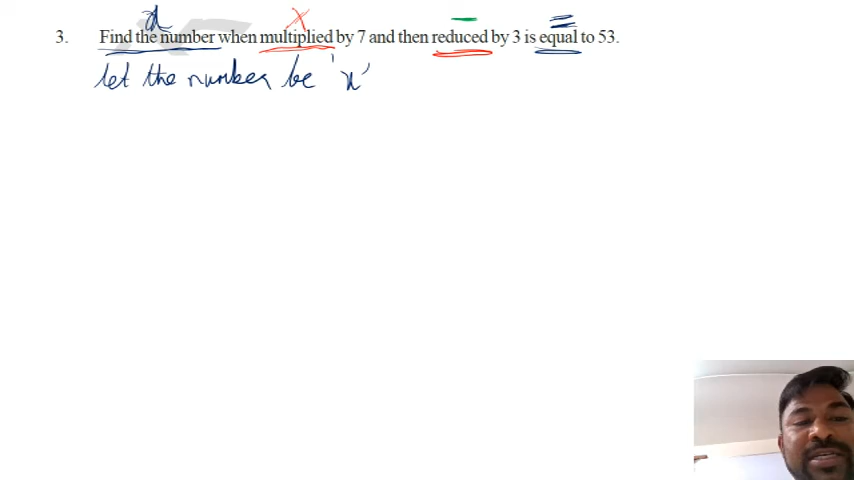 x × − =
3. Find the number when multiplied by 7 and then reduced by 3 is equal to 53.
let the number be 'x'